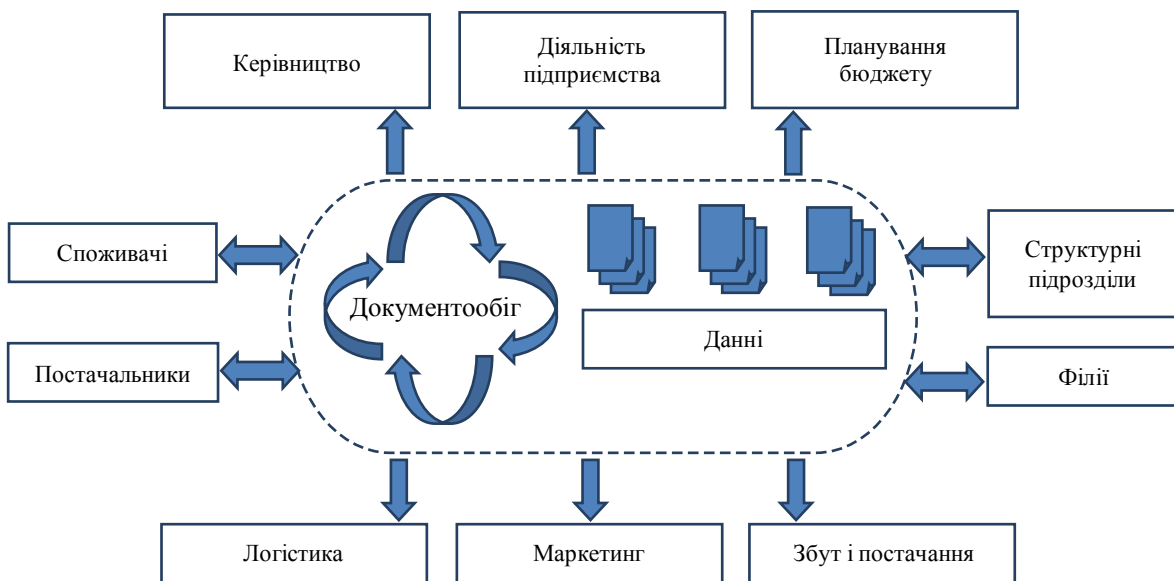 Керівництво
Діяльність
підприємства
Планування
бюджету
Споживачі
Структурні
підрозділи
Документообіг
Данні
Постачальники
Філії
Логістика
Маркетинг
Збут і постачання